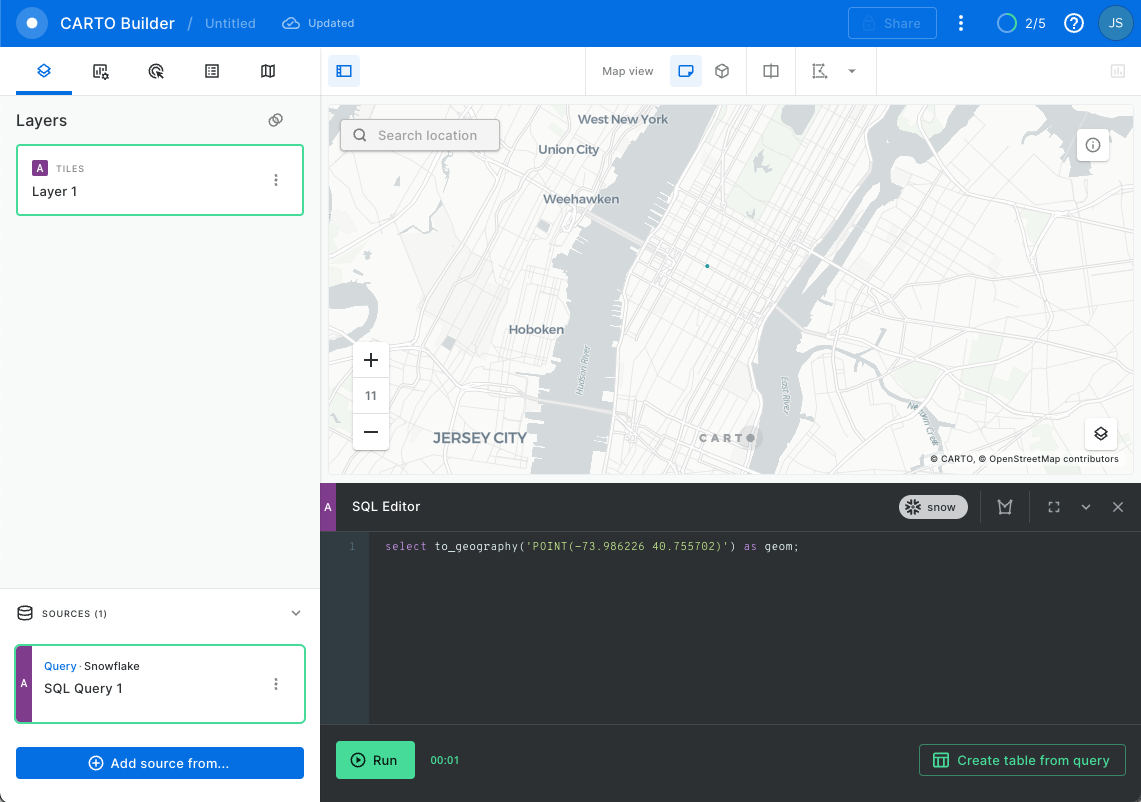 CARTO Builder / Untitled Updated Share 2/5 JS
Map view
Layers
A TILES
Layer 1
Search location
West New York
Union City
Weehawken
Hoboken
Hudson River
East River
Newtown Creek
11
JERSEY CITY
CARTO
© CARTO, © OpenStreetMap contributors
A SQL Editor snow
1 select to_geography('POINT(-73.986226 40.755702)') as geom;
SOURCES (1)
Query · Snowflake
A
SQL Query 1
Add source from...
Run 00:01 Create table from query